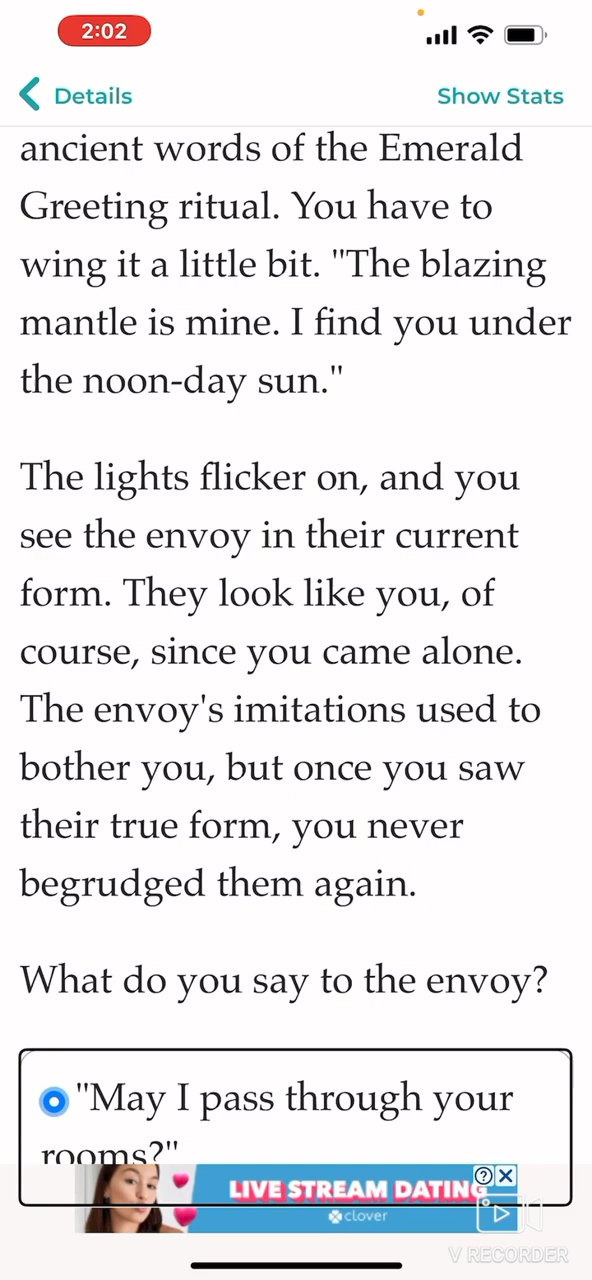 2:02
Details
Show Stats
ancient words of the Emerald
Greeting ritual. You have to
wing it a little bit. "The blazing
mantle is mine. I find you under
the noon-day sun."
The lights flicker on, and you
see the envoy in their current
form. They look like you, of
course, since you came alone.
The envoy's imitations used to
bother you, but once you saw
their true form, you never
begrudged them again.
What do you say to the envoy?
"May I pass through your
rooms?"
LIVE STREAM DATING
clover
V RECORDER